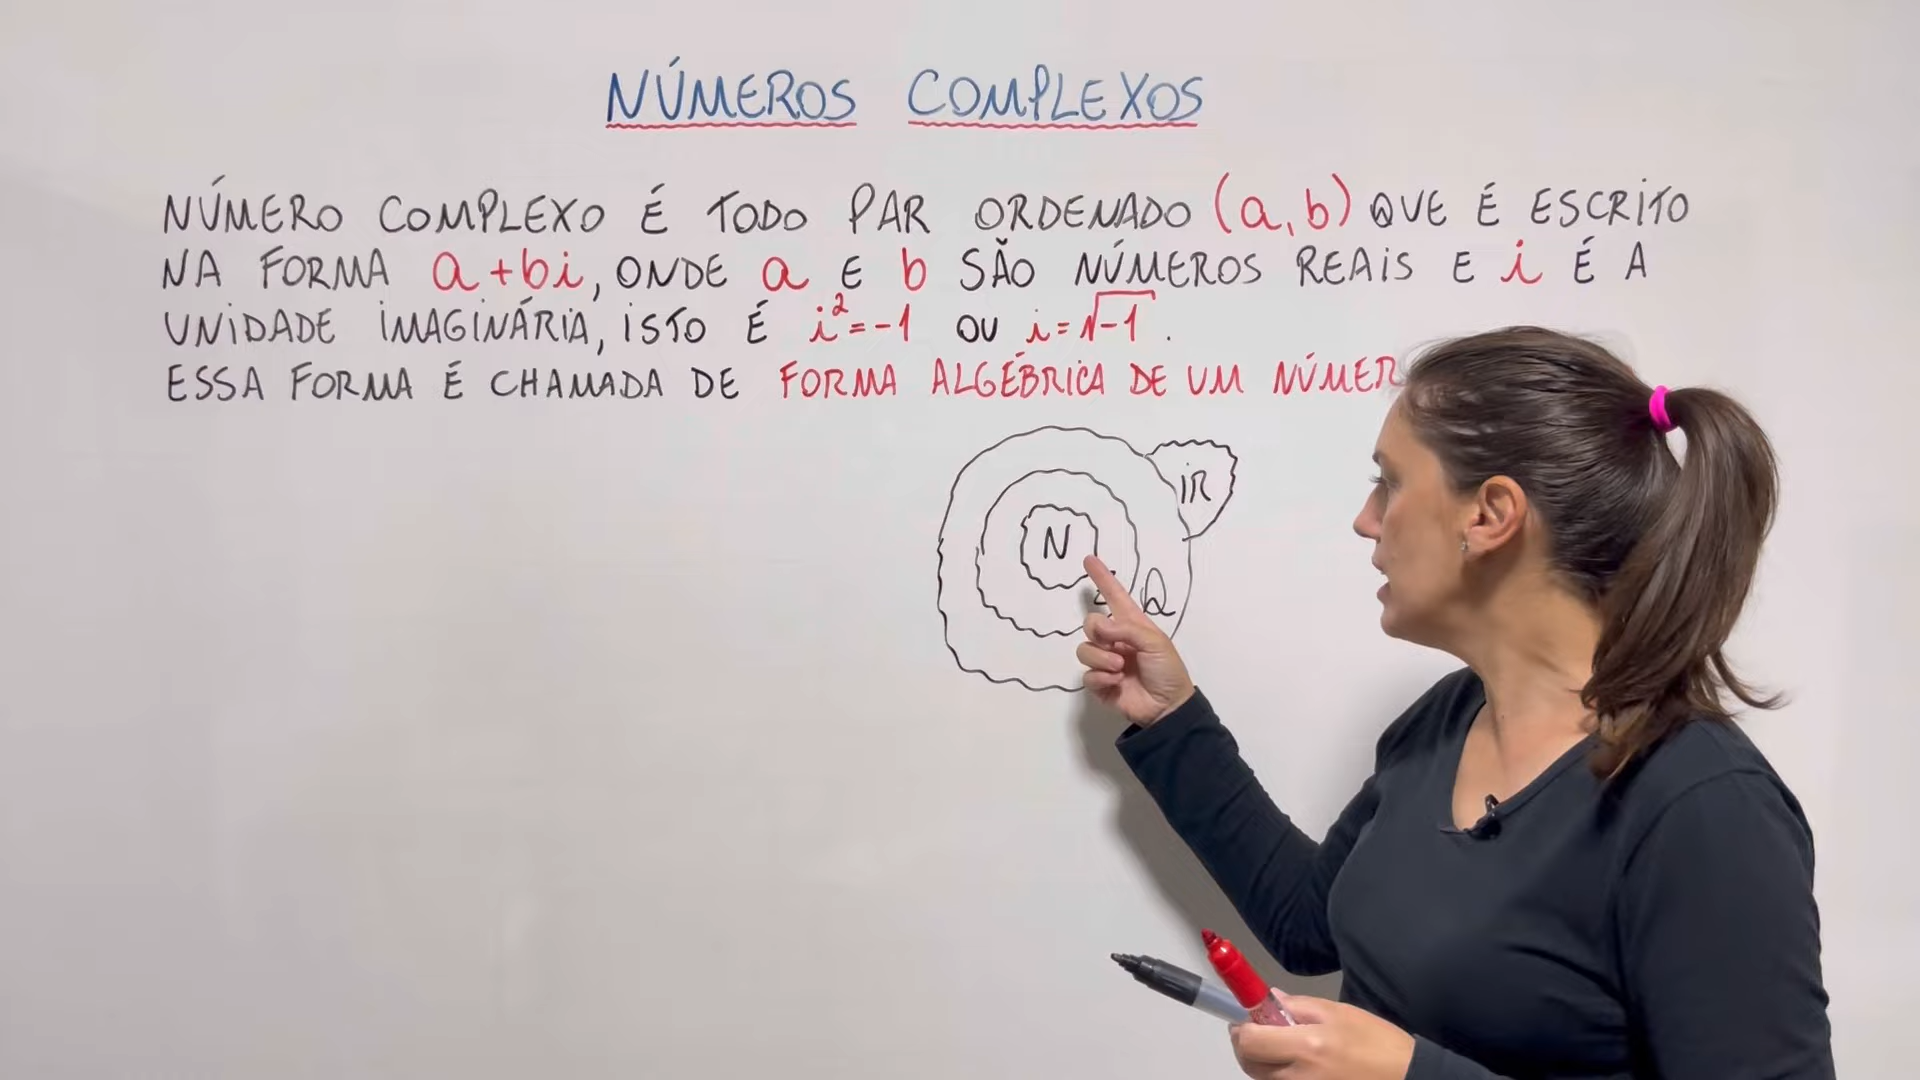 NÚMEROS COMPLEXOS
NÚMERO COMPLEXO É TODO PAR ORDENADO (a,b) QUE É ESCRITO
NA FORMA a+bi, ONDE a E b SÃO NÚMEROS REAIS E i É A
UNIDADE IMAGINÁRIA, ISTO É i²=-1 OU i=√-1.
ESSA FORMA É CHAMADA DE FORMA ALGÉBRICA DE UM NÚMER
IR
N
Q